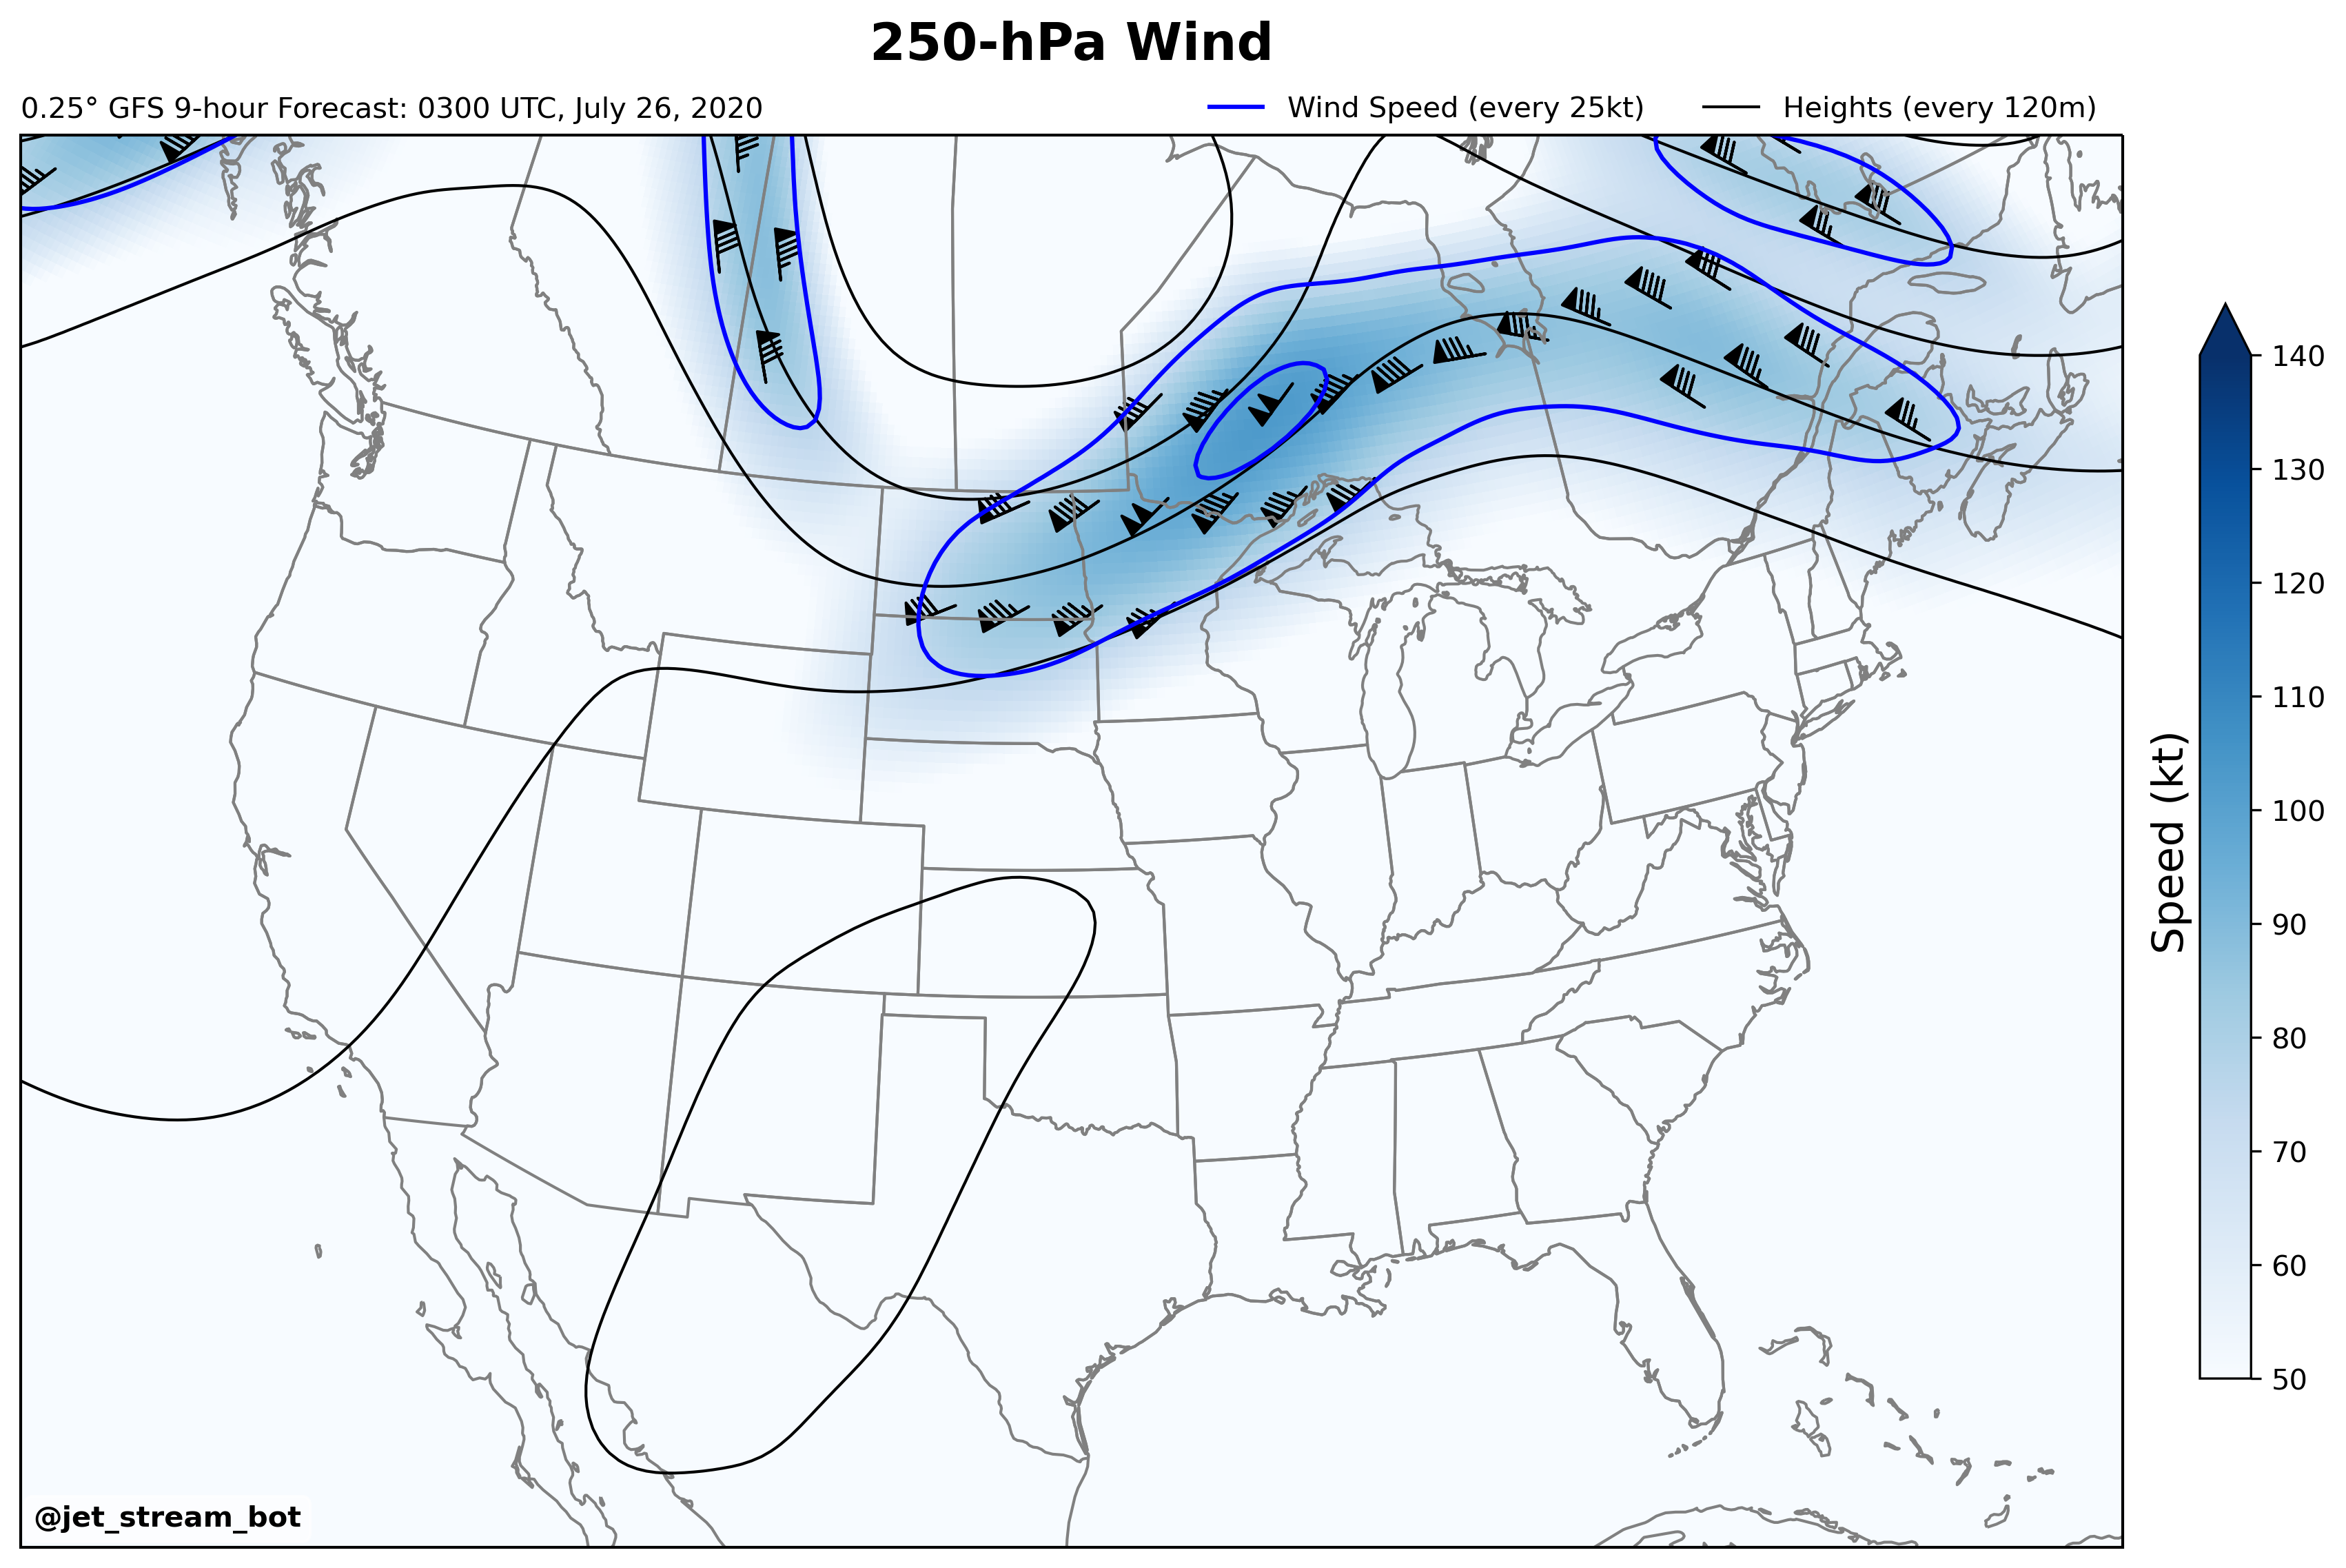 250-hPa Wind
0.25° GFS 9-hour Forecast: 0300 UTC, July 26, 2020
Wind Speed (every 25kt)
Heights (every 120m)
140
130
120
110
100
90
80
70
60
50
Speed (kt)
@jet_stream_bot